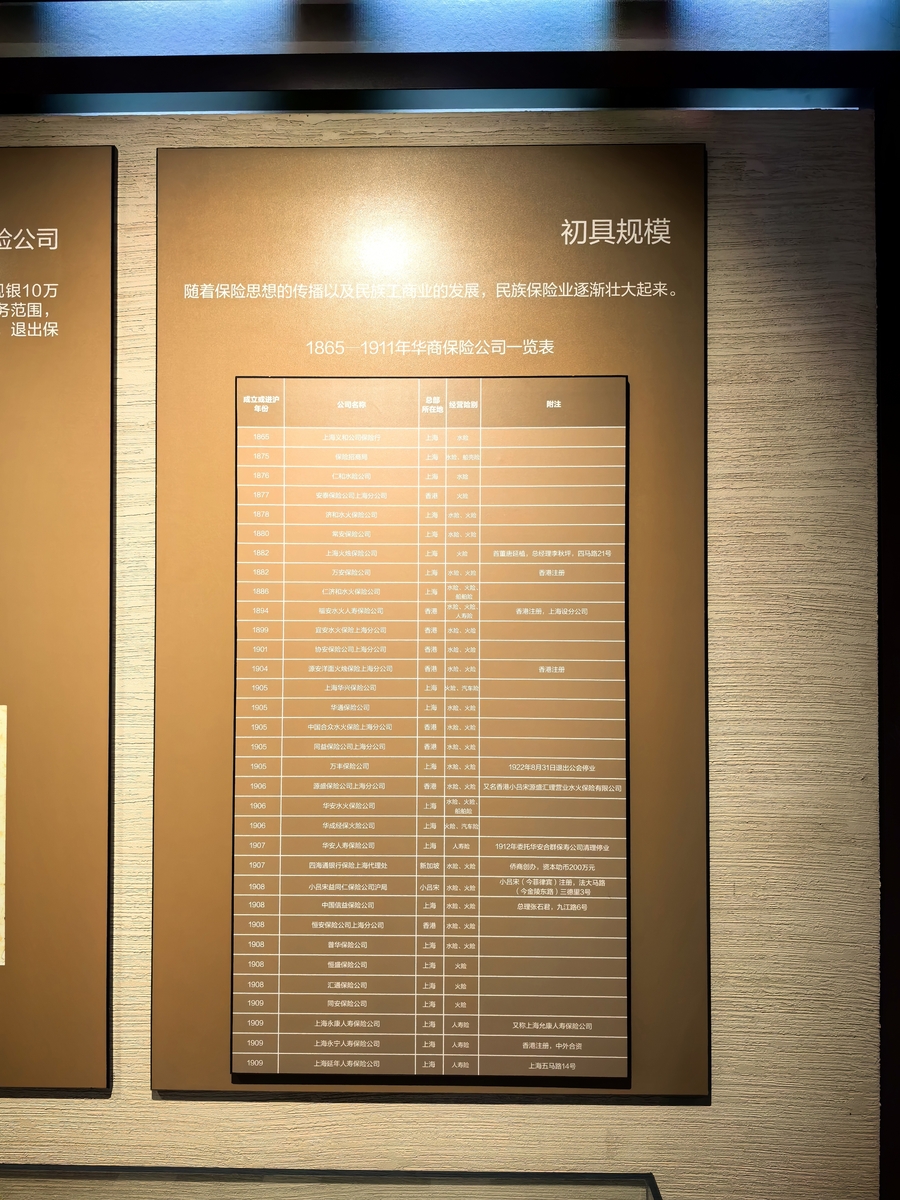 险公司
现银10万
务范围，
退出保
初具规模
随着保险思想的传播以及民族工商业的发展，民族保险业逐渐壮大起来。
1865—1911年华商保险公司一览表
成立或进沪年份 公司名称 总部所在地 经营险别 附注
1865 上海义和公司保险行 上海 水险
1875 保险招商局 上海 水险、船舶险
1876 仁和水险公司 上海 水险
1877 安泰保险公司上海分公司 香港 火险
1878 济和水火保险公司 上海 水险、火险
1880 常安保险公司 上海 水险、火险
1882 上海火烛保险公司 上海 火险 首董唐廷植，总经理李秋坪，四马路21号
1882 万安保险公司 上海 水险、火险 香港注册
1886 仁济和水火保险公司 上海 水险、火险、船舶险
1894 福安水火人寿保险公司 香港 水险、火险、人寿险 香港注册，上海设分公司
1899 宜安水火保险上海分公司 香港 水险、火险
1901 协安保险公司上海分公司 香港 水险、火险
1904 源安洋面火烛保险上海分公司 香港 水险、火险 香港注册
1905 上海华兴保险公司 上海 火险、汽车险
1905 华通保险公司 上海 水险、火险
1905 中国合众水火保险上海分公司 香港 水险、火险
1905 同益保险公司上海分公司 香港 水险、火险
1905 万丰保险公司 上海 水险、火险 1922年8月31日退出公会停业
1906 源盛保险公司上海分公司 香港 水险、火险 又名香港小吕宋源盛汇理营业水火保险有限公司
1906 华安水火保险公司 上海 水险、火险、船舶险
1906 华成经保火险公司 上海 火险、汽车险
1907 华安人寿保险公司 上海 人寿险 1912年委托华安合群保寿公司清理停业
1907 四海通银行保险上海代理处 新加坡 水险、火险 侨商创办，资本叻币200万元
1908 小吕宋益同仁保险公司沪局 小吕宋 水险、火险 小吕宋（今菲律宾）注册，法大马路（今金陵东路）三德里3号
1908 中国信益保险公司 上海 水险、火险 总理张石君，九江路6号
1908 恒安保险公司上海分公司 香港 水险、火险
1908 普华保险公司 上海 水险、火险
1908 恒盛保险公司 上海 火险
1908 汇通保险公司 上海 火险
1909 同安保险公司 上海 火险
1909 上海永康人寿保险公司 上海 人寿险 又称上海允康人寿保险公司
1909 上海永宁人寿保险公司 上海 人寿险 香港注册，中外合资
1909 上海延年人寿保险公司 上海 人寿险 上海五马路14号